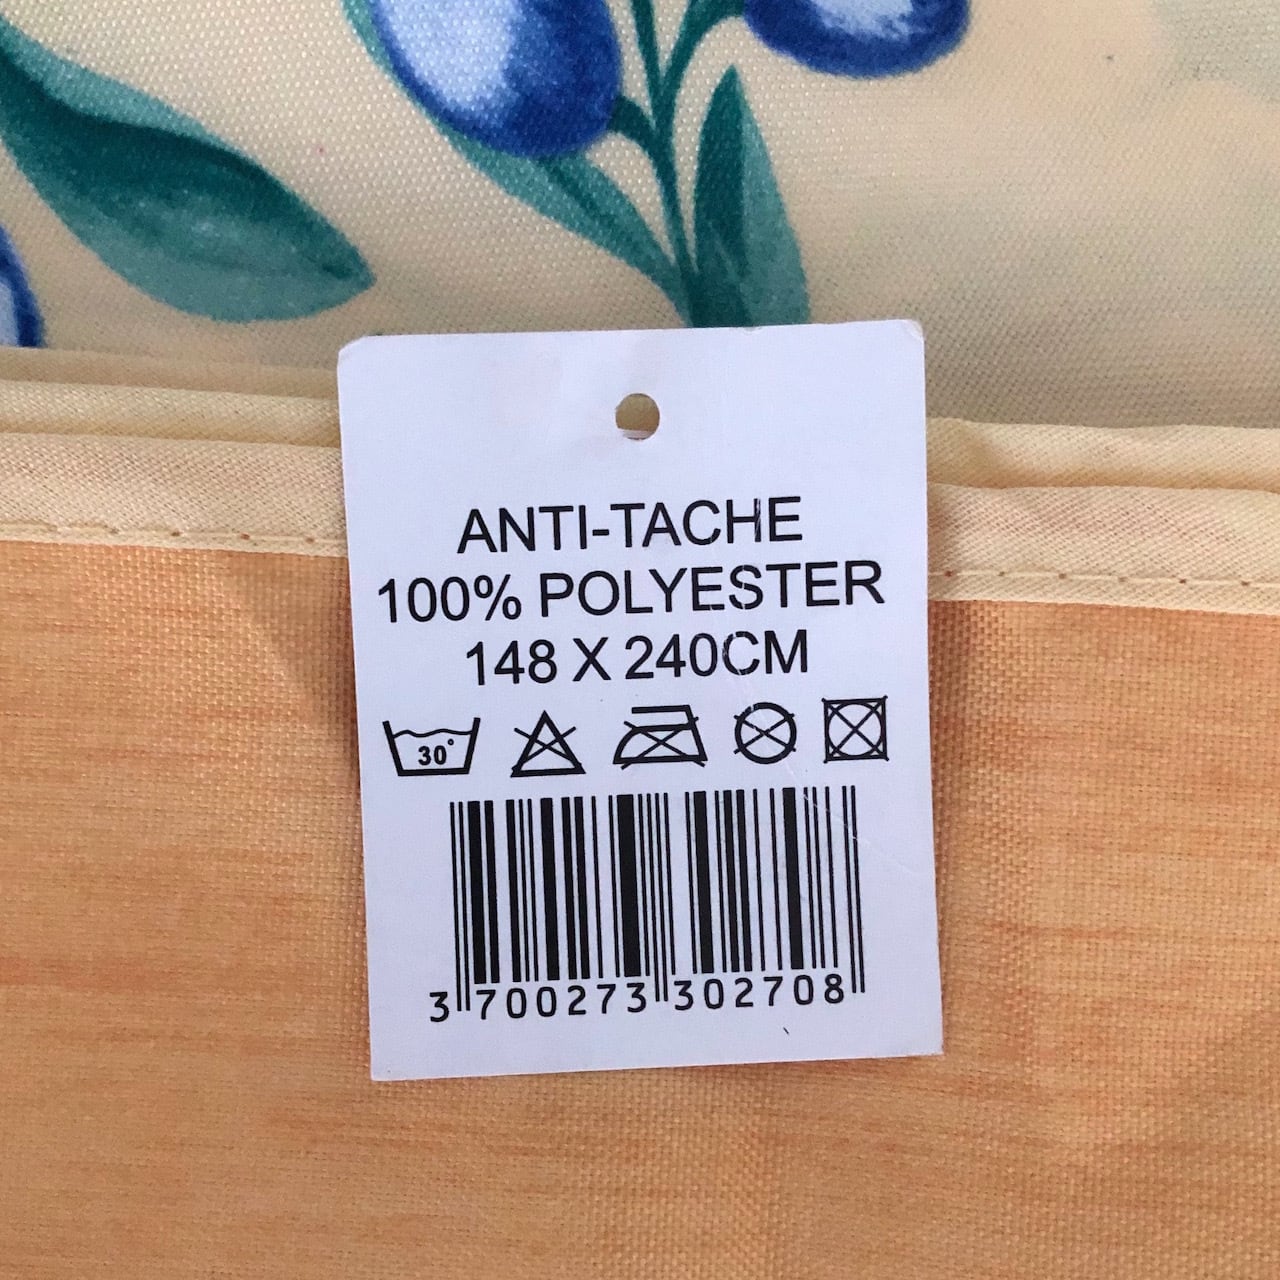 ANTI-TACHE
100% POLYESTER
148 X 240CM
30°
3 700273 302708